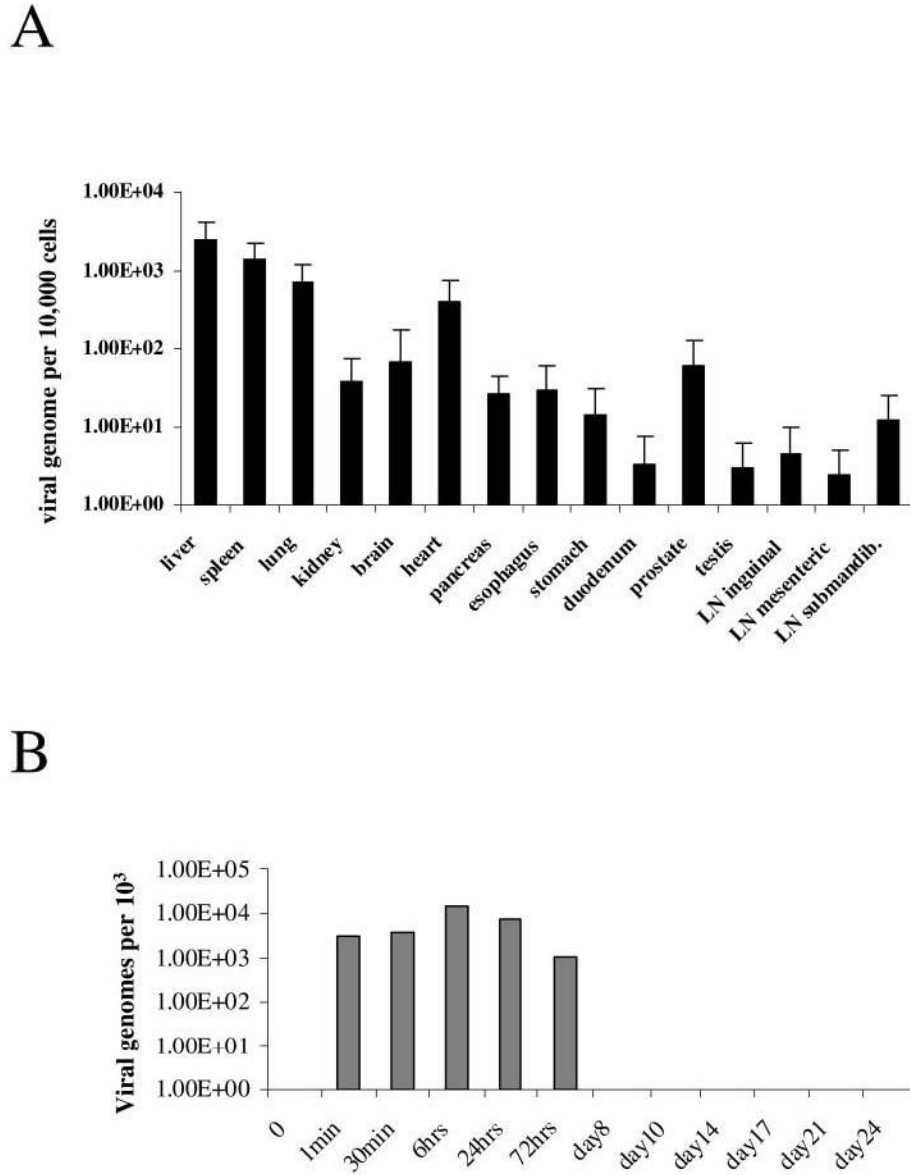 A
viral genome per 10,000 cells
1.00E+04
1.00E+03
1.00E+02
1.00E+01
1.00E+00
liver
spleen
lung
kidney
brain
heart
pancreas
esophagus
stomach
duodenum
prostate
testis
LN inguinal
LN mesenteric
LN submandib.
B
Viral genomes per 10³
1.00E+05
1.00E+04
1.00E+03
1.00E+02
1.00E+01
1.00E+00
0
1min
30min
6hrs
24hrs
72hrs
day8
day10
day14
day17
day21
day24